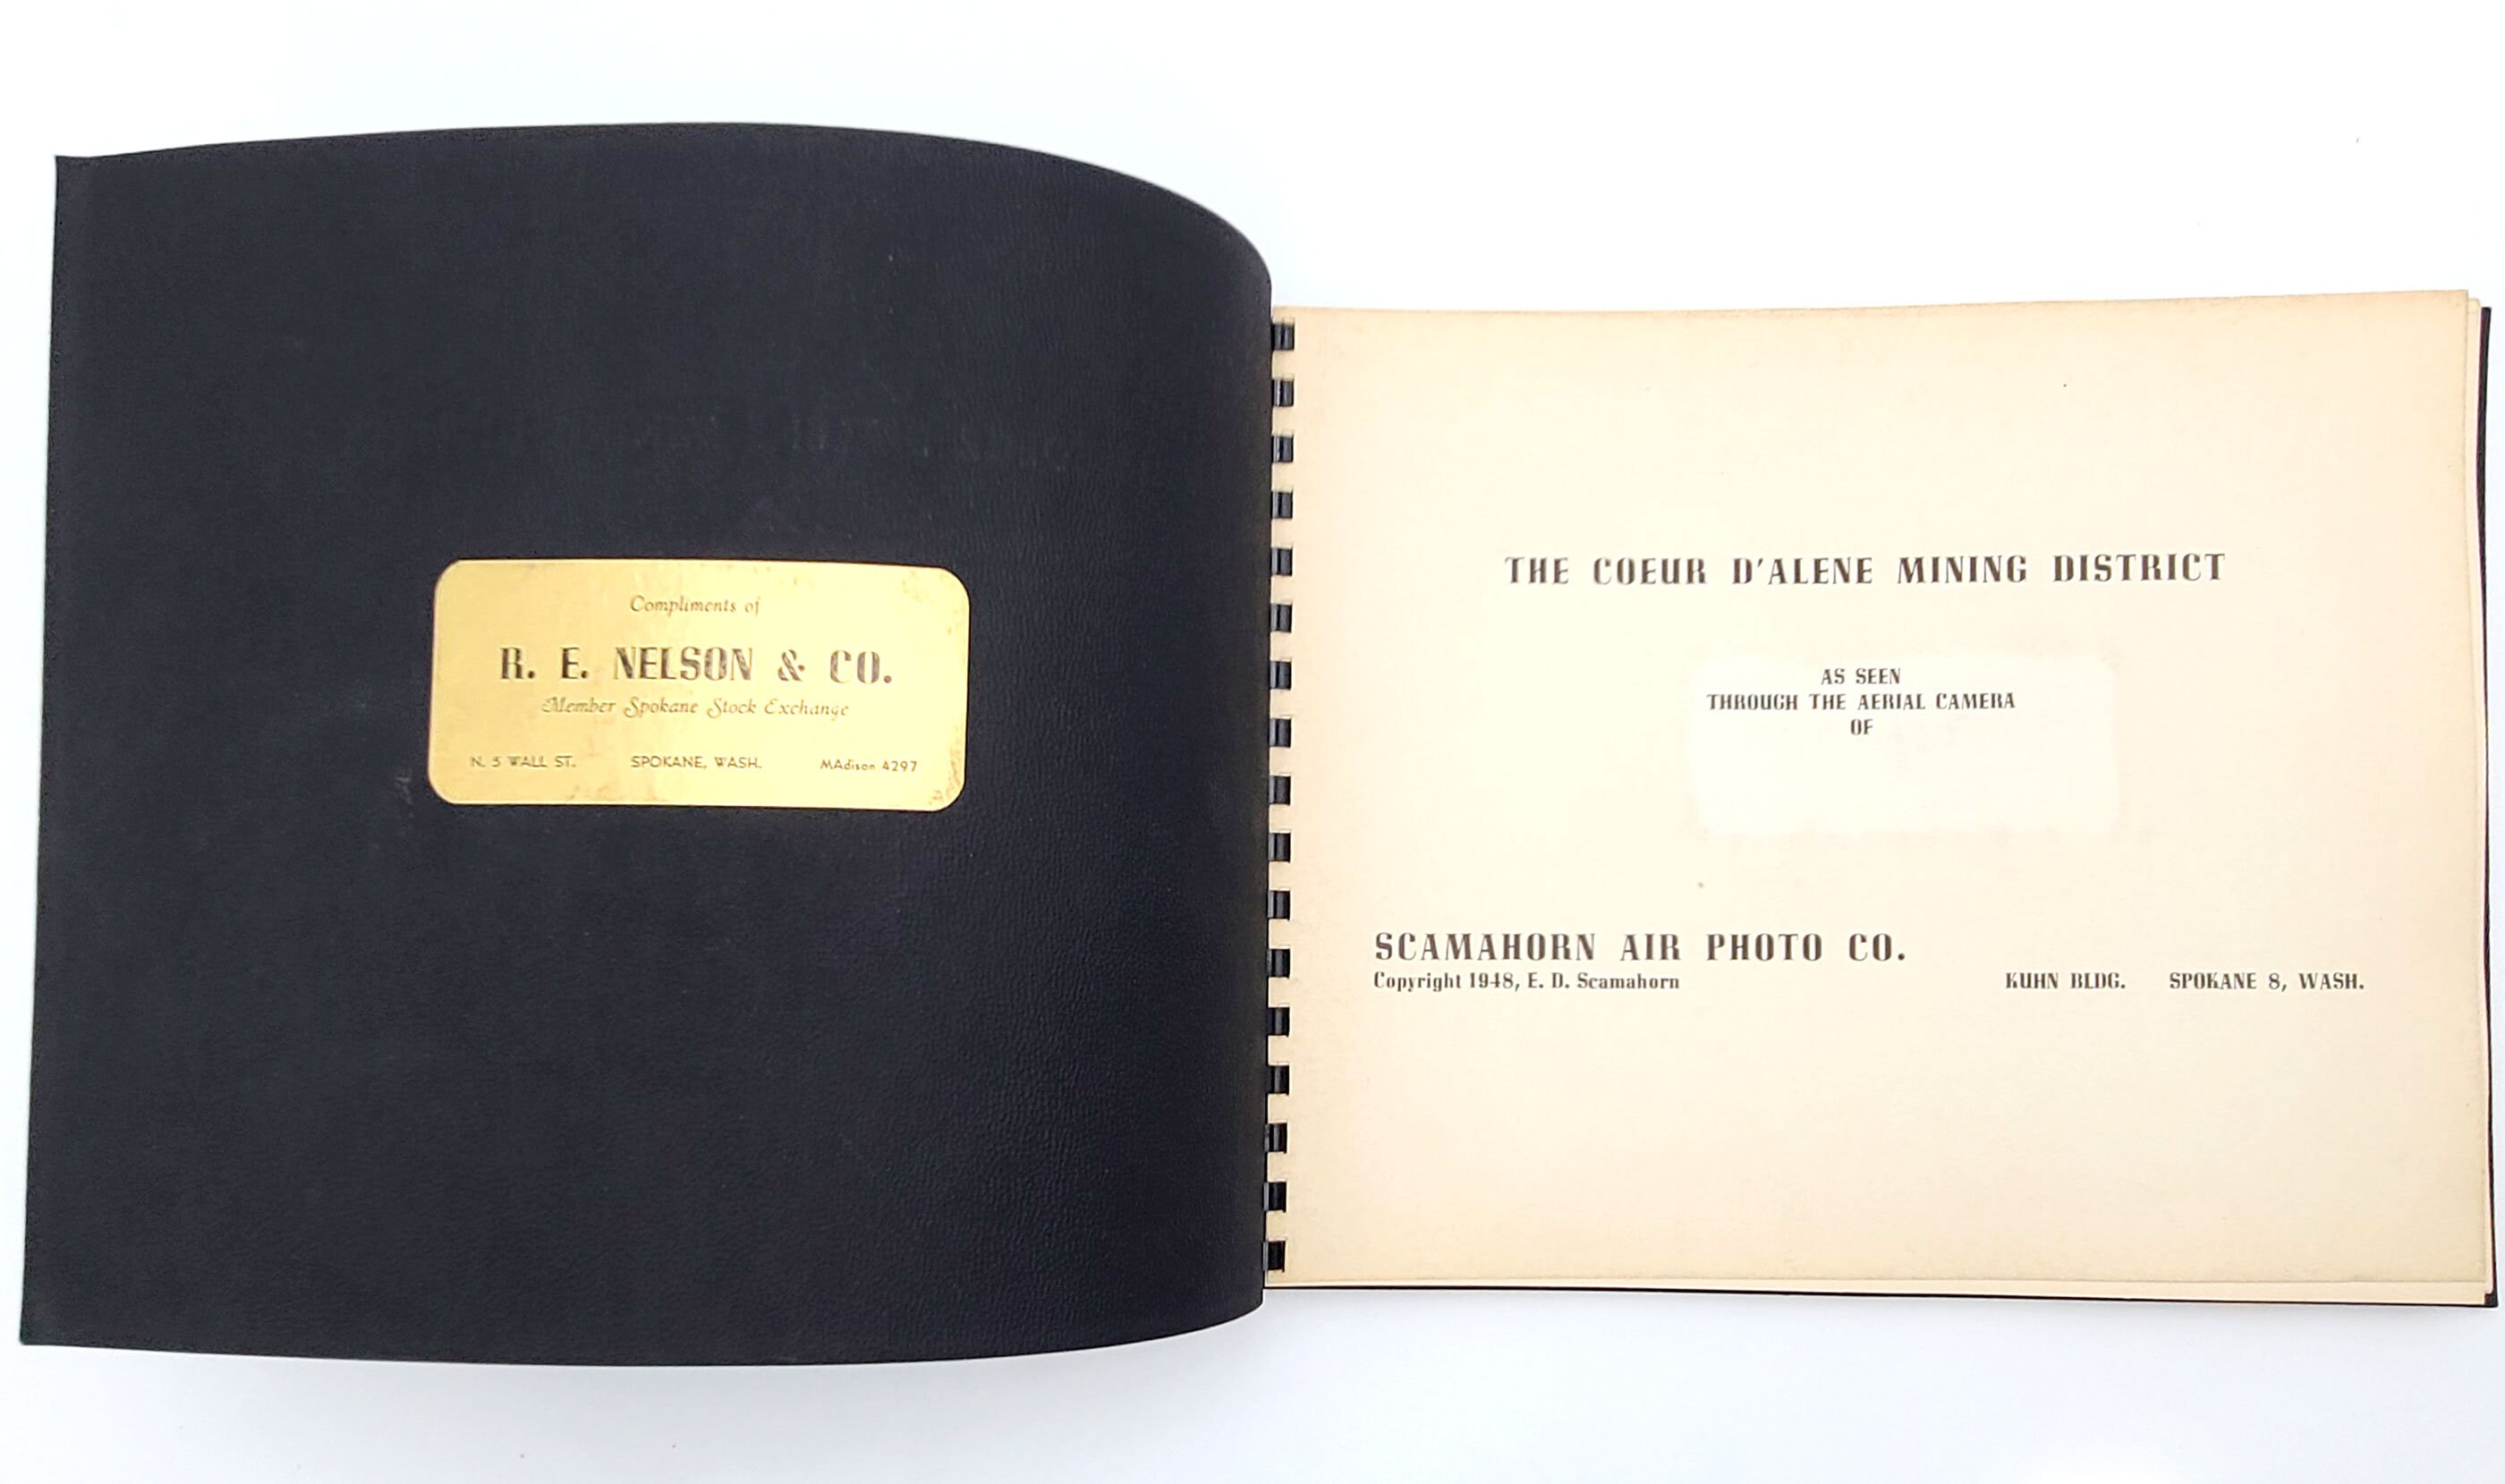 Compliments of
R. E. NELSON & CO.
Member Spokane Stock Exchange
N. 5 WALL ST. SPOKANE, WASH. MAdison 4297
THE COEUR D'ALENE MINING DISTRICT
AS SEEN
THROUGH THE AERIAL CAMERA
OF
SCAMAHORN AIR PHOTO CO.
Copyright 1948, E. D. Scamahorn KUHN BLDG. SPOKANE 8, WASH.